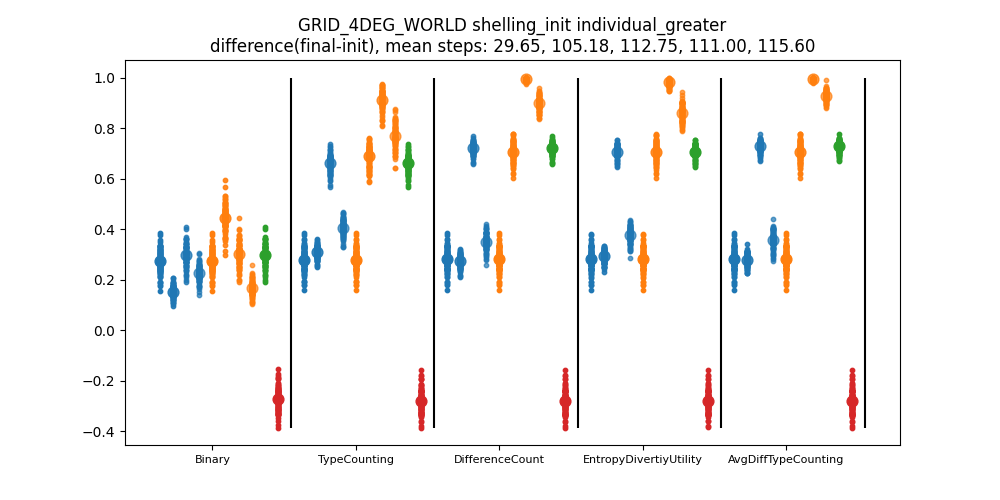 GRID_4DEG_WORLD shelling_init individual_greater
difference(final-init), mean steps: 29.65, 105.18, 112.75, 111.00, 115.60
1.0
0.8
0.6
0.4
0.2
0.0
−0.2
−0.4
Binary
TypeCounting
DifferenceCount
EntropyDivertiyUtility
AvgDiffTypeCounting